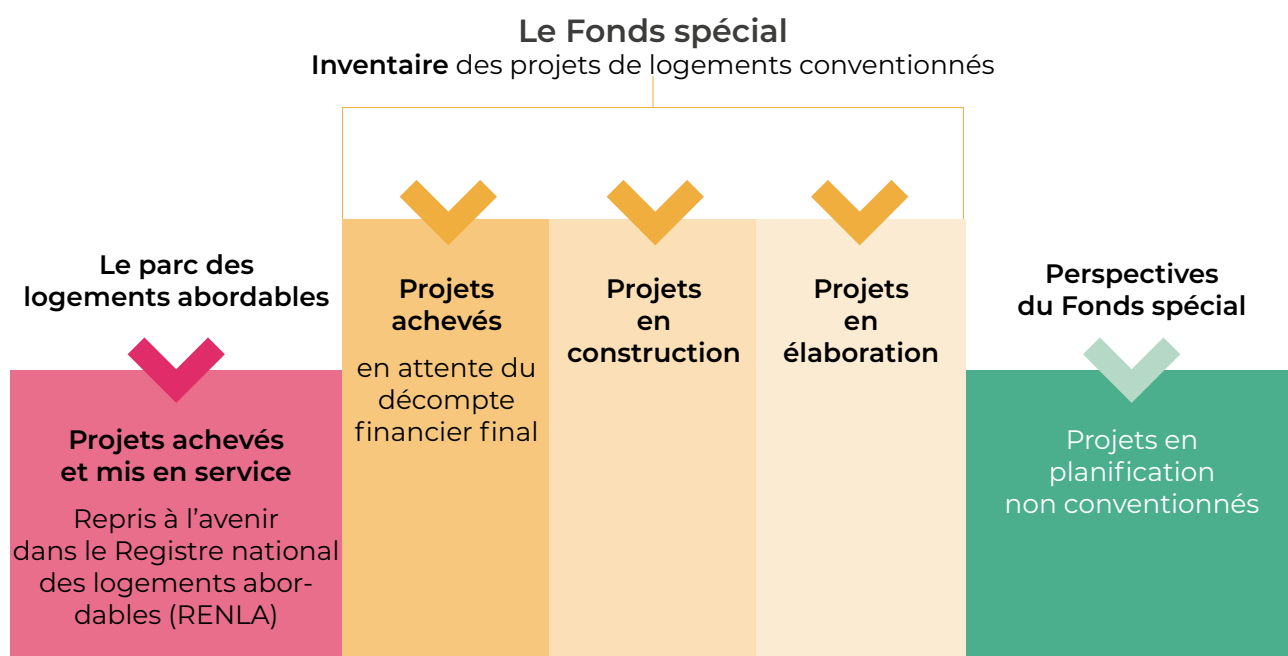 Le Fonds spécial
Inventaire des projets de logements conventionnés
Le parc des
logements abordables
Projets achevés
et mis en service
Repris à l’avenir
dans le Registre national
des logements abor-
dables (RENLA)
Projets
achevés
en attente du
décompte
financier final
Projets
en
construction
Projets
en
élaboration
Perspectives
du Fonds spécial
Projets en
planification
non conventionnés